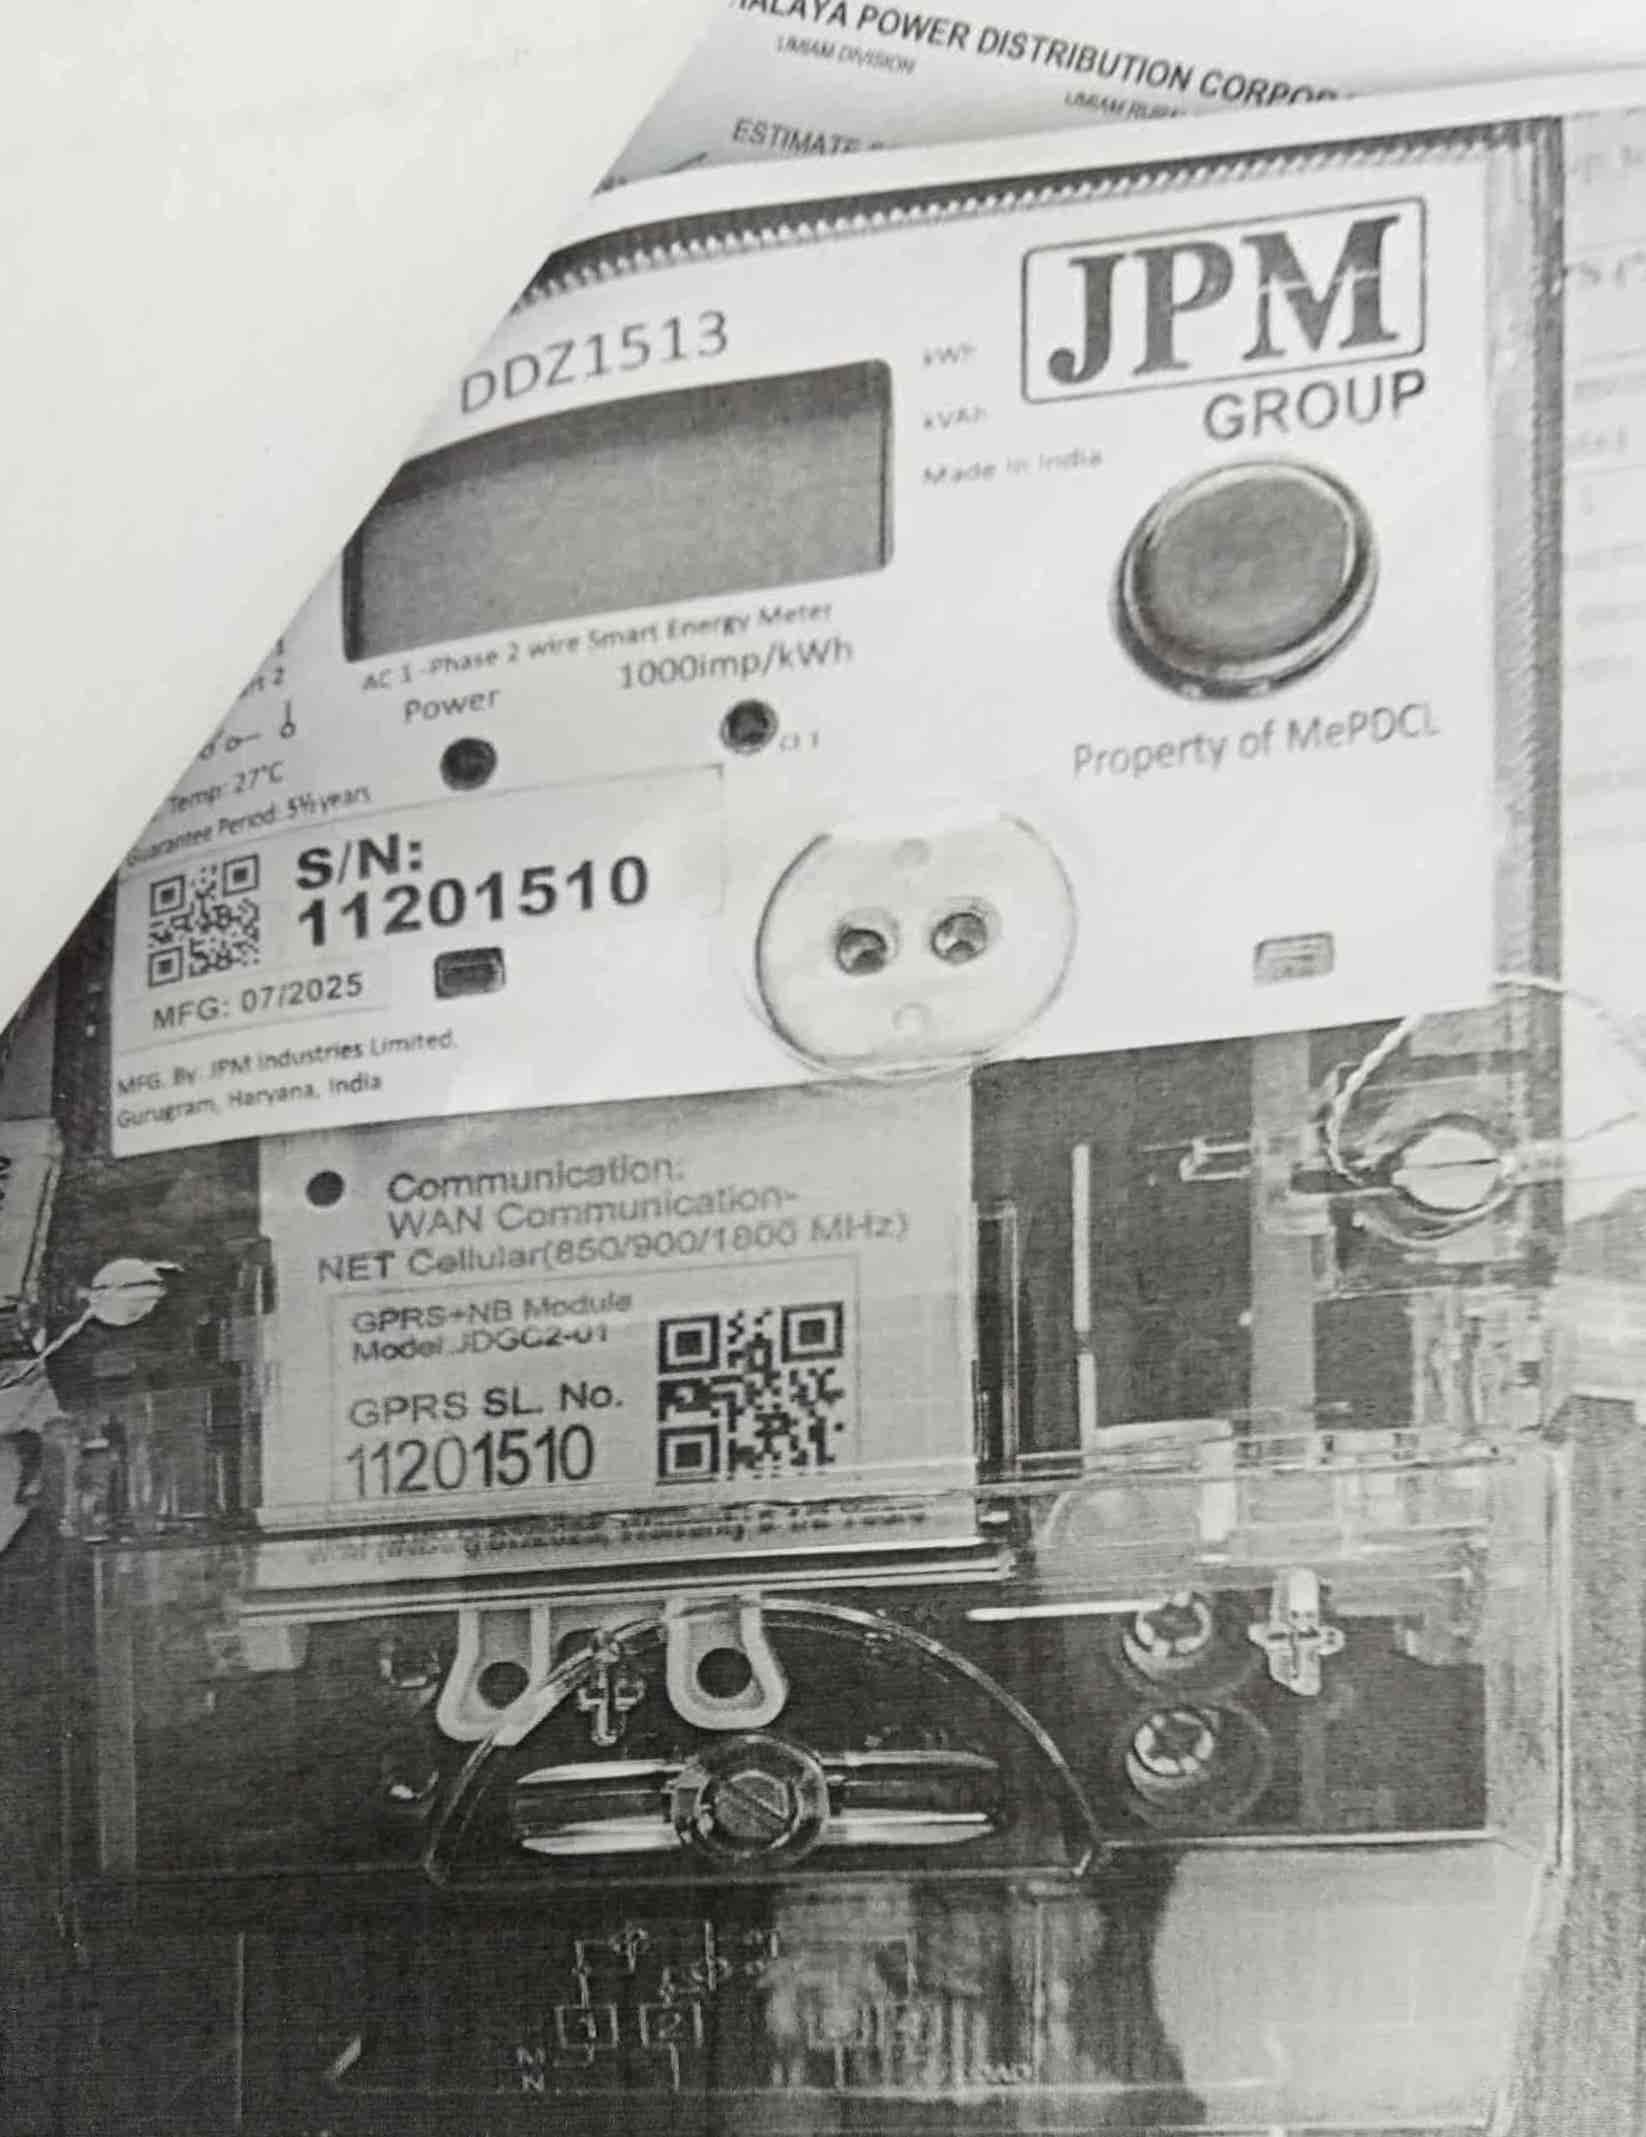 POWER DISTRIBUTION
UMIAM DIVISION
ESTIMATE
JPM
GROUP
DDZ1513
kWh
kVAh
Made in India
AC 1 -Phase 2 wire Smart Energy Meter
Power
1000imp/kWh
Property of MePDCL
Temp: 27°C
Guarantee Period: 5½ years
S/N:
11201510
MFG: 07/2025
MFG. By. JPM Industries Limited.
Gurugram, Haryana, India
Communication:
WAN Communication-
NET Cellular(850/900/1800 MHz)
GPRS+NB Module
Model.JDGC2-01
GPRS SL. No.
11201510
1 2